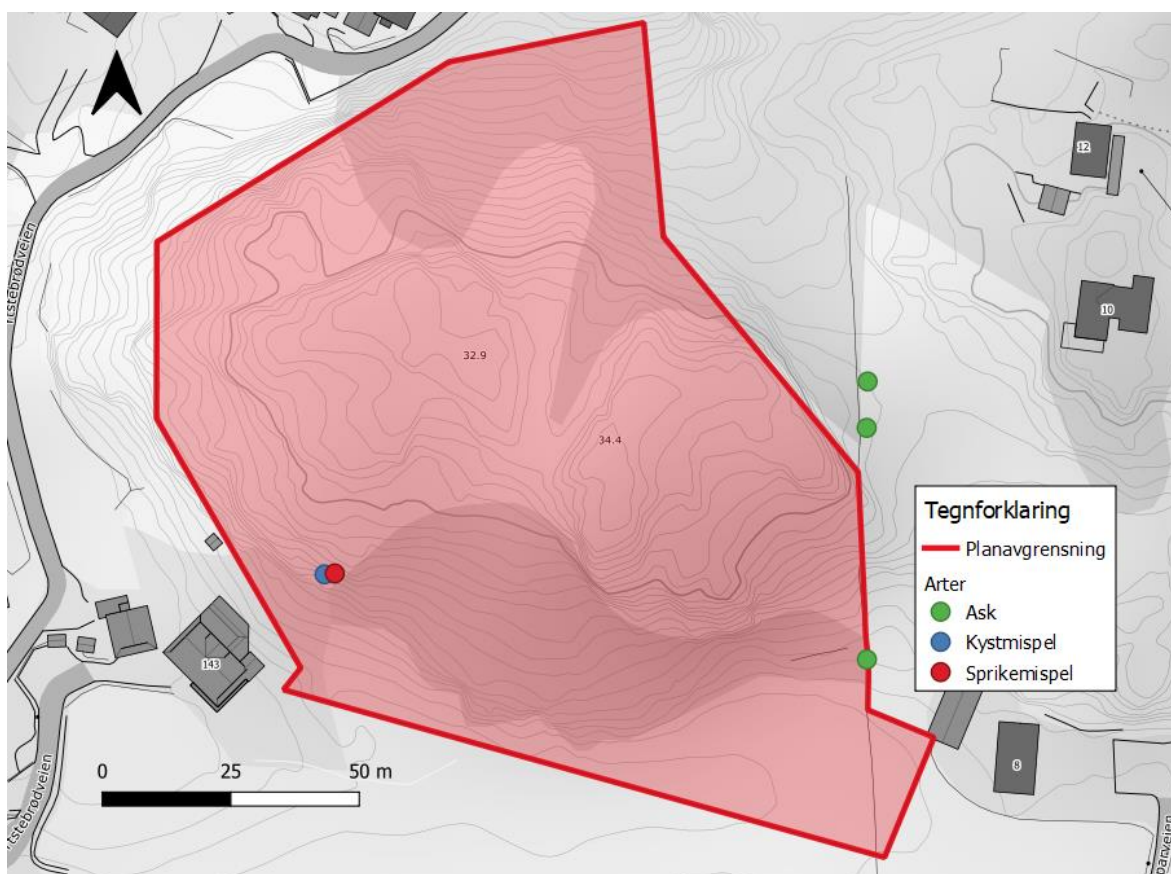 12
10
32.9
34.4
Tegnforklaring
Planavgrensning
Arter
Ask
Kystmispel
Sprikemispel
143
8
0 25 50 m